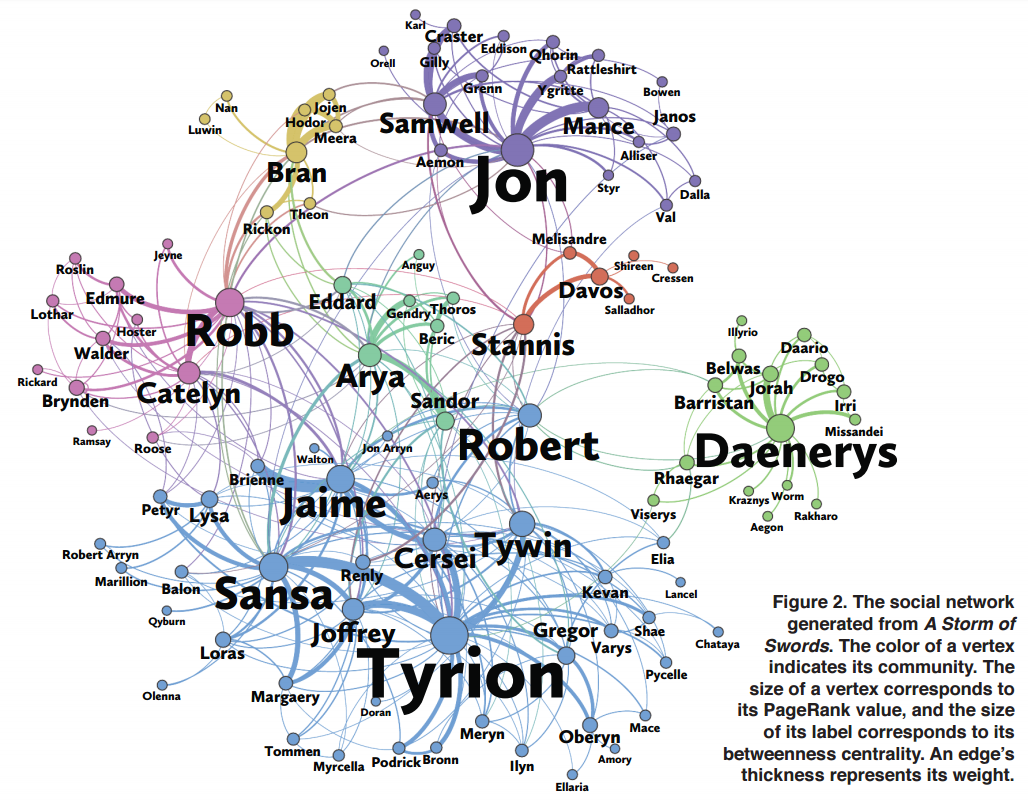 Karl
Craster
Eddison
Orell
Gilly
Qhorin
Rattleshirt
Grenn
Ygritte
Bowen
Nan
Jojen
Hodor
Luwin
Meera
Samwell
Mance
Janos
Bran
Aemon
Jon
Alliser
Styr
Dalla
Val
Rickon
Theon
Melisandre
Jeyne
Roslin
Anguy
Shireen
Cressen
Edmure
Eddard
Davos
Lothar
Gendry
Thoros
Salladhor
Hoster
Robb
Beric
Stannis
Illyrio
Walder
Daario
Arya
Belwas
Drogo
Rickard
Catelyn
Jorah
Brynden
Sandor
Barristan
Irri
Ramsay
Missandei
Roose
Jon Arryn
Robert
Daenerys
Walton
Brienne
Rhaegar
Jaime
Aerys
Kraznys
Worm
Petyr
Lysa
Viserys
Aegon
Rakharo
Robert Arryn
Cersei
Tywin
Elia
Marillion
Renly
Balon
Sansa
Kevan
Lancel
Qyburn
Joffrey
Gregor
Shae
Varys
Chataya
Loras
Tyrion
Pycelle
Olenna
Margaery
Doran
Meryn
Mace
Oberyn
Tommen
Myrcella
Podrick
Bronn
Ilyn
Amory
Ellaria
Figure 2. The social network
generated from A Storm of
Swords. The color of a vertex
indicates its community. The
size of a vertex corresponds to
its PageRank value, and the size
of its label corresponds to its
betweenness centrality. An edge’s
thickness represents its weight.